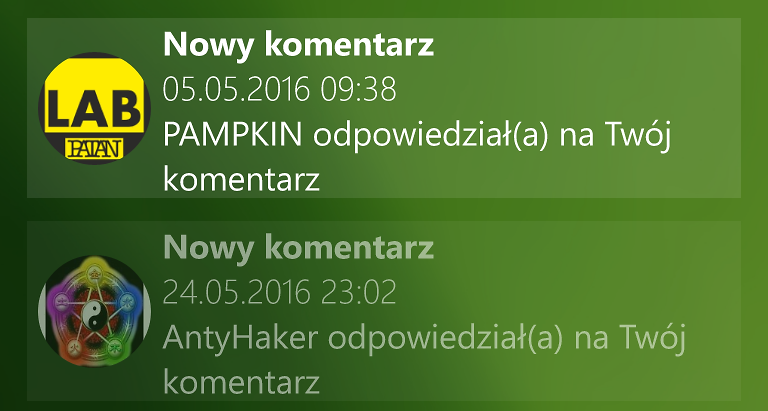 Nowy komentarz
05.05.2016 09:38
PAMPKIN odpowiedział(a) na Twój
komentarz
LAB
PATAN
Nowy komentarz
24.05.2016 23:02
AntyHaker odpowiedział(a) na Twój
komentarz